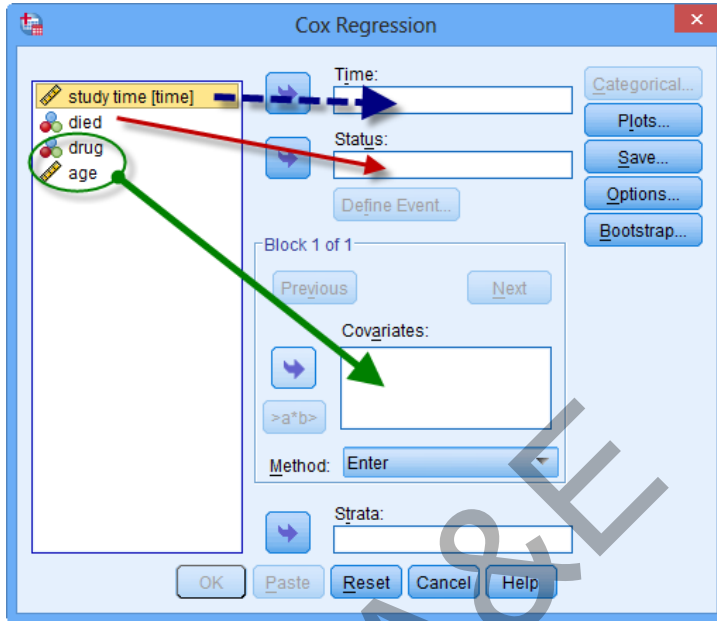 Cox Regression
x
study time [time]
died
drug
age
Time:
Status:
Define Event...
Block 1 of 1
Previous
Next
Covariates:
>a*b>
Method:
Enter
Strata:
Categorical...
Plots...
Save...
Options...
Bootstrap...
OK
Paste
Reset
Cancel
Help
&E